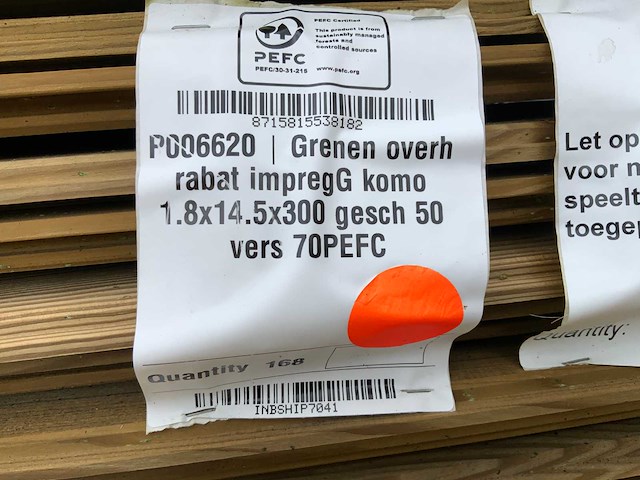 PEFC Certified
This product is from
sustainably managed
forests and
controlled sources
PEFC
PEFC/30-31-215
www.pefc.org
8715815538182
P006620 | Grenen overh
rabat impregG komo
1.8x14.5x300 gesch 50
vers 70PEFC
Quantity 168
INBSHIP7041
Let op
voor
speelt
toege
Quantity: